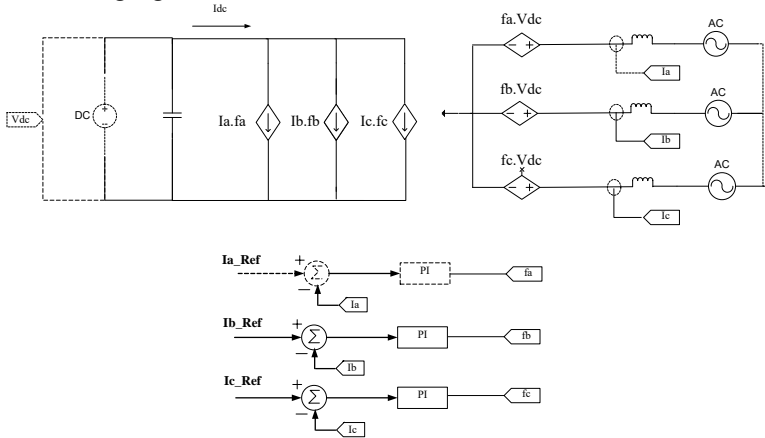 Idc
Vdc
DC
+
--
Ia.fa
Ib.fb
Ic.fc
fa.Vdc
AC
− +
Ia
fb.Vdc
AC
− +
Ib
fc.Vdc
AC
− +
Ic
Ia_Ref
+
Σ
−
PI
fa
Ia
Ib_Ref
+
Σ
−
PI
fb
Ib
Ic_Ref
+
Σ
−
PI
fc
Ic